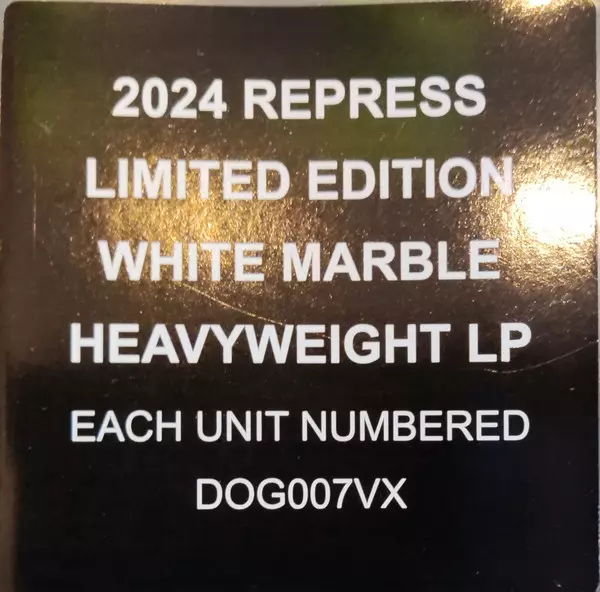 2024 REPRESS
LIMITED EDITION
WHITE MARBLE
HEAVYWEIGHT LP
EACH UNIT NUMBERED
DOG007VX